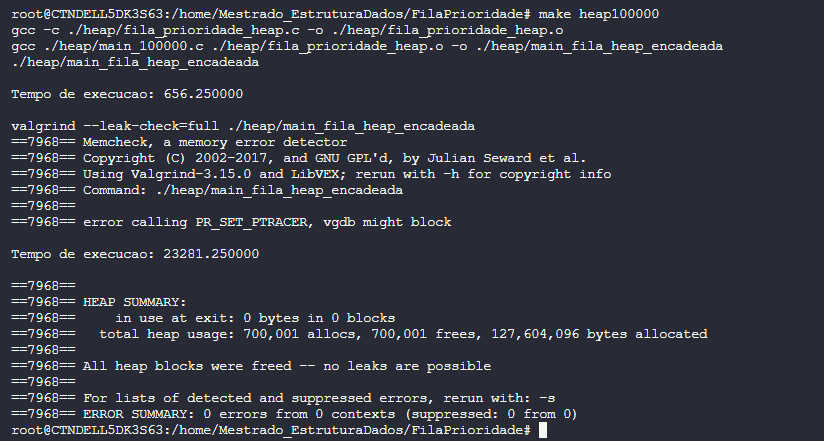 root@CTNDELL5DK3S63:/home/Mestrado_EstruturaDados/FilaPrioridade# make heap100000
gcc -c ./heap/fila_prioridade_heap.c -o ./heap/fila_prioridade_heap.o
gcc ./heap/main_100000.c ./heap/fila_prioridade_heap.o -o ./heap/main_fila_heap_encadeada
./heap/main_fila_heap_encadeada
Tempo de execucao: 656.250000
valgrind --leak-check=full ./heap/main_fila_heap_encadeada
==7968== Memcheck, a memory error detector
==7968== Copyright (C) 2002-2017, and GNU GPL'd, by Julian Seward et al.
==7968== Using Valgrind-3.15.0 and LibVEX; rerun with -h for copyright info
==7968== Command: ./heap/main_fila_heap_encadeada
==7968==
==7968== error calling PR_SET_PTRACER, vgdb might block
Tempo de execucao: 23281.250000
==7968==
==7968== HEAP SUMMARY:
==7968==     in use at exit: 0 bytes in 0 blocks
==7968==   total heap usage: 700,001 allocs, 700,001 frees, 127,604,096 bytes allocated
==7968==
==7968== All heap blocks were freed -- no leaks are possible
==7968==
==7968== For lists of detected and suppressed errors, rerun with: -s
==7968== ERROR SUMMARY: 0 errors from 0 contexts (suppressed: 0 from 0)
root@CTNDELL5DK3S63:/home/Mestrado_EstruturaDados/FilaPrioridade#